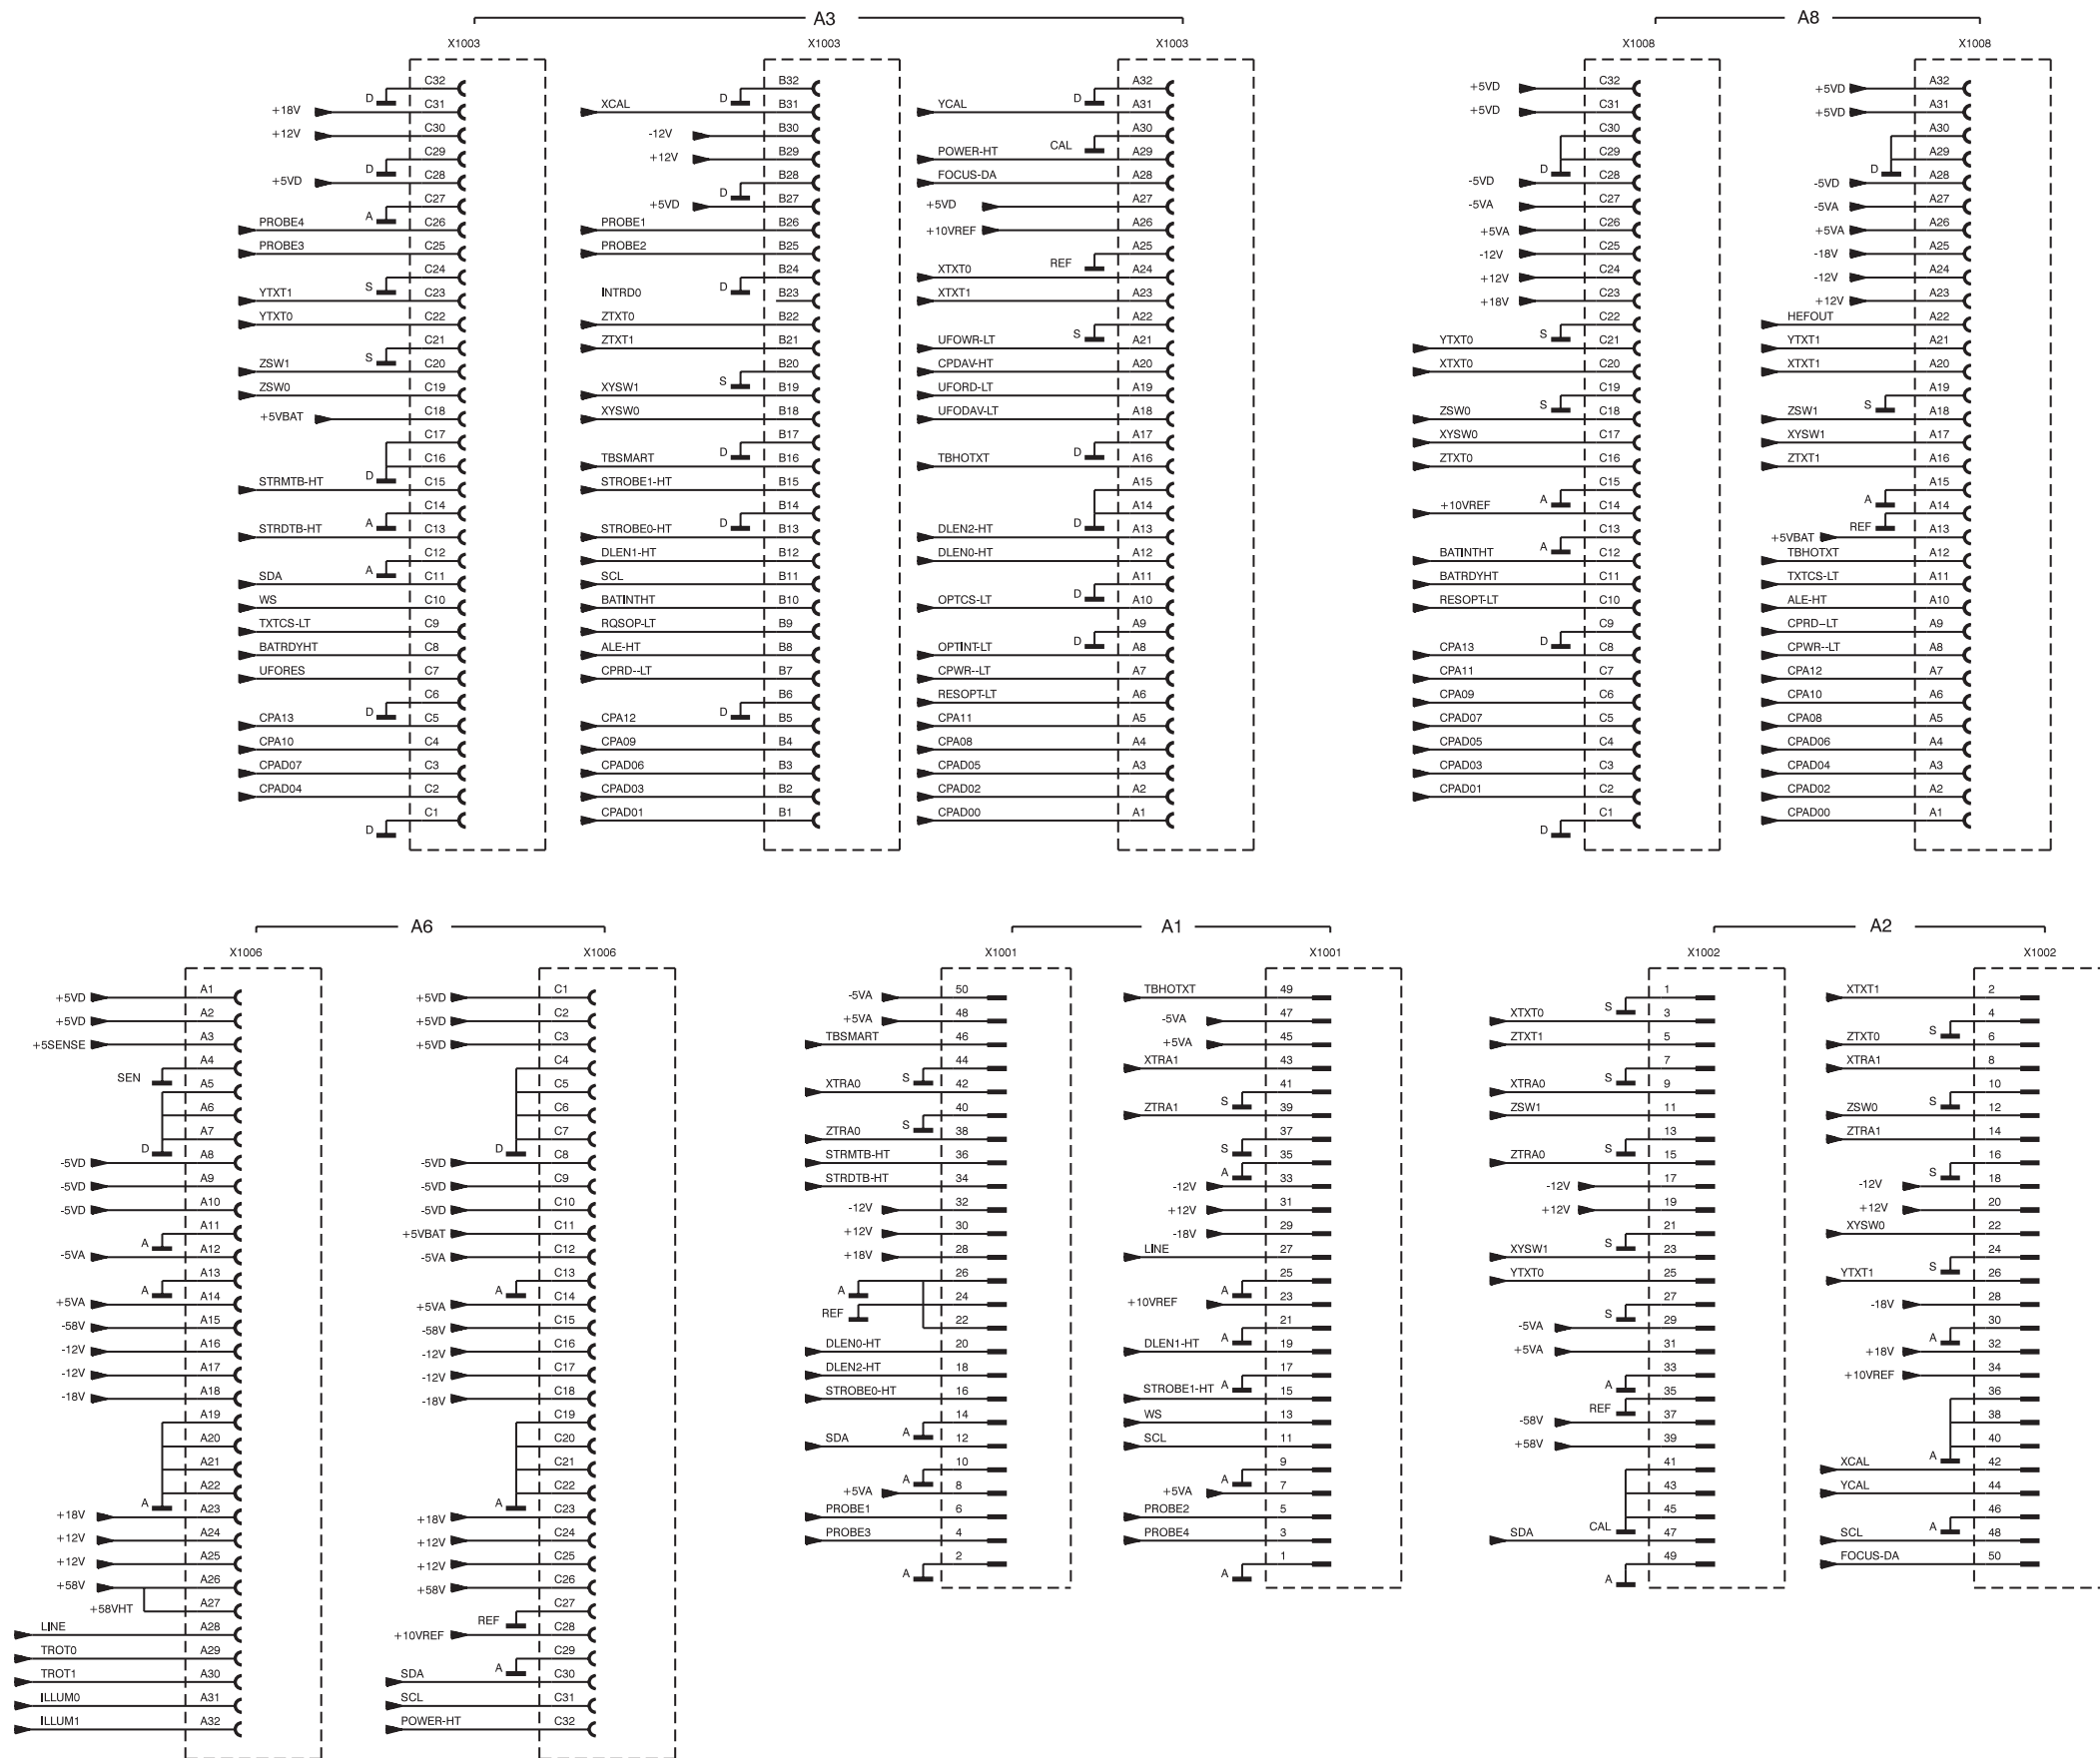 A3
X1003
C32
D
+18V C31
+12V C30
C29
D
+5VD C28
C27
A
PROBE4 C26
PROBE3 C25
C24
S
YTXT1 C23
YTXT0 C22
C21
S
ZSW1 C20
ZSW0 C19
+5VBAT C18
C17
C16
D
STRMTB-HT C15
C14
A
STRDTB-HT C13
C12
A
SDA C11
WS C10
TXTCS-LT C9
BATRDYHT C8
UFORES C7
C6
D
CPA13 C5
CPA10 C4
CPAD07 C3
CPAD04 C2
C1
D
X1003
B32
D
XCAL B31
-12V B30
+12V B29
B28
D
+5VD B27
PROBE1 B26
PROBE2 B25
B24
D
INTRD0 B23
ZTXT0 B22
ZTXT1 B21
B20
S
XYSW1 B19
XYSW0 B18
B17
D
TBSMART B16
STROBE1-HT B15
B14
D
STROBE0-HT B13
DLEN1-HT B12
SCL B11
BATINTHT B10
RQSOP-LT B9
ALE-HT B8
CPRD--LT B7
B6
D
CPA12 B5
CPA09 B4
CPAD06 B3
CPAD03 B2
CPAD01 B1
X1003
A32
D
YCAL A31
A30
CAL
POWER-HT A29
FOCUS-DA A28
+5VD A27
+10VREF A26
A25
REF
XTXT0 A24
XTXT1 A23
A22
S
UFOWR-LT A21
CPDAV-HT A20
UFORD-LT A19
UFODAV-LT A18
A17
D
TBHOTXT A16
A15
A14
D
DLEN2-HT A13
DLEN0-HT A12
A11
D
OPTCS-LT A10
A9
D
OPTINT-LT A8
CPWR--LT A7
RESOPT-LT A6
CPA11 A5
CPA08 A4
CPAD05 A3
CPAD02 A2
CPAD00 A1
A8
X1008
+5VD C32
+5VD C31
C30
C29
D
-5VD C28
-5VA C27
+5VA C26
-12V C25
+12V C24
+18V C23
C22
S
YTXT0 C21
XTXT0 C20
C19
S
ZSW0 C18
XYSW0 C17
ZTXT0 C16
C15
A
+10VREF C14
C13
A
BATINTHT C12
BATRDYHT C11
RESOPT-LT C10
C9
D
CPA13 C8
CPA11 C7
CPA09 C6
CPAD07 C5
CPAD05 C4
CPAD03 C3
CPAD01 C2
C1
D
X1008
+5VD A32
+5VD A31
A30
A29
D
-5VD A28
-5VA A27
+5VA A26
-18V A25
-12V A24
+12V A23
HEFOUT A22
YTXT1 A21
XTXT1 A20
A19
S
ZSW1 A18
XYSW1 A17
ZTXT1 A16
A15
A
A14
REF
+5VBAT A13
TBHOTXT A12
TXTCS-LT A11
ALE-HT A10
CPRD–LT A9
CPWR--LT A8
CPA12 A7
CPA10 A6
CPA08 A5
CPAD06 A4
CPAD04 A3
CPAD02 A2
CPAD00 A1
A6
X1006
+5VD A1
+5VD A2
+5SENSE A3
A4
SEN
A5
A6
A7
D
-5VD A8
-5VD A9
-5VD A10
A11
A
-5VA A12
A13
A
+5VA A14
-58V A15
-12V A16
-12V A17
-18V A18
A19
A20
A21
A22
A
+18V A23
+12V A24
+12V A25
+58V A26
+58VHT A27
LINE A28
TROT0 A29
TROT1 A30
ILLUM0 A31
ILLUM1 A32
X1006
+5VD C1
+5VD C2
+5VD C3
C4
C5
C6
C7
D
-5VD C8
-5VD C9
-5VD C10
+5VBAT C11
-5VA C12
C13
A
+5VA C14
-58V C15
-12V C16
-12V C17
-18V C18
C19
C20
C21
C22
A
+18V C23
+12V C24
+12V C25
+58V C26
C27
REF
+10VREF C28
C29
A
SDA C30
SCL C31
POWER-HT C32
A1
X1001
-5VA 50
+5VA 48
TBSMART 46
44
S
XTRA0 42
40
S
ZTRA0 38
STRMTB-HT 36
STRDTB-HT 34
-12V 32
+12V 30
+18V 28
26
A
24
REF
22
DLEN0-HT 20
DLEN2-HT 18
STROBE0-HT 16
14
A
SDA 12
10
A
+5VA 8
PROBE1 6
PROBE3 4
2
A
X1001
TBHOTXT 49
-5VA 47
+5VA 45
XTRA1 43
41
S
ZTRA1 39
37
S
35
A
-12V 33
+12V 31
-18V 29
LINE 27
25
A
+10VREF 23
21
A
DLEN1-HT 19
17
A
STROBE1-HT 15
WS 13
SCL 11
9
A
+5VA 7
PROBE2 5
PROBE4 3
1
A
A2
X1002
1
S
XTXT0 3
ZTXT1 5
7
S
XTRA0 9
ZSW1 11
13
S
ZTRA0 15
-12V 17
+12V 19
21
S
XYSW1 23
YTXT0 25
27
S
-5VA 29
+5VA 31
33
A
35
REF
-58V 37
+58V 39
41
43
45
CAL
SDA 47
49
A
X1002
XTXT1 2
4
S
ZTXT0 6
XTRA1 8
10
S
ZSW0 12
ZTRA1 14
16
S
-12V 18
+12V 20
XYSW0 22
24
S
YTXT1 26
-18V 28
30
A
+18V 32
+10VREF 34
36
38
40
A
XCAL 42
YCAL 44
46
A
SCL 48
FOCUS-DA 50